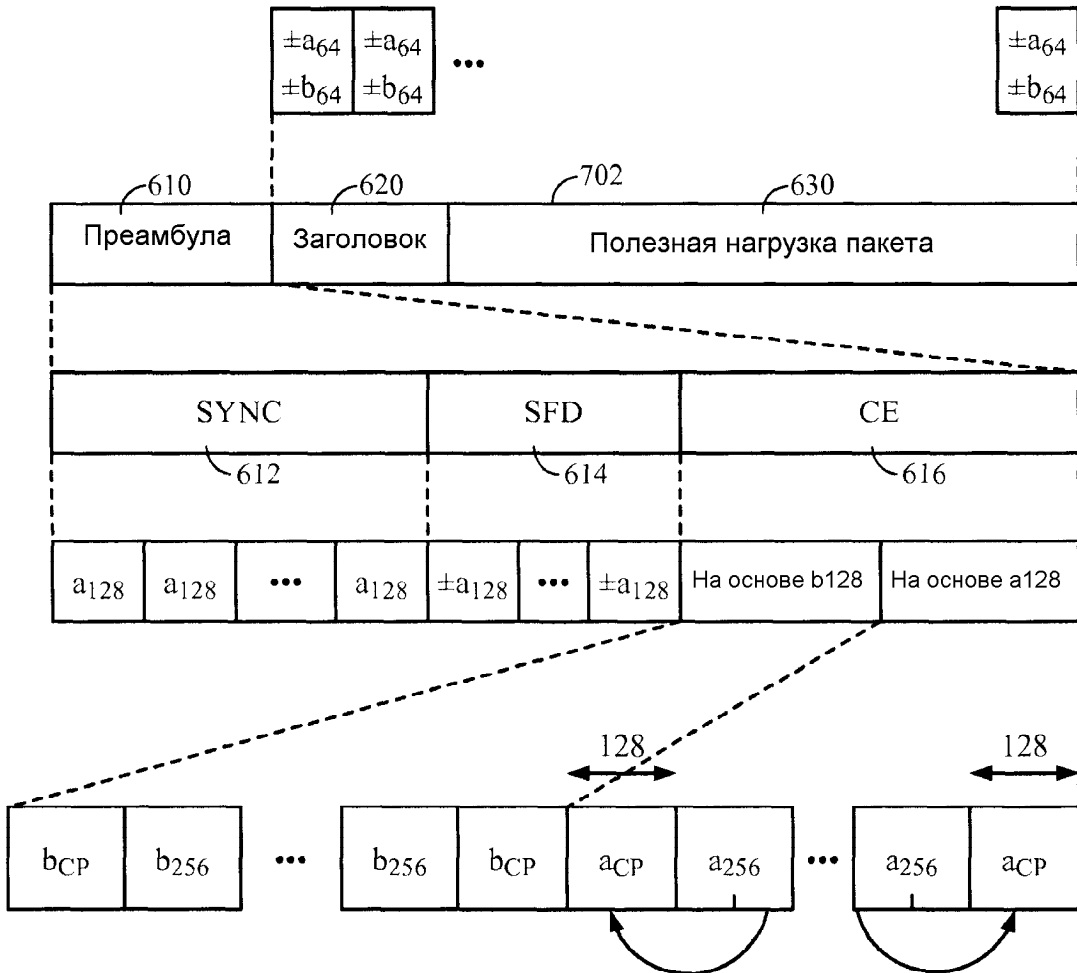 ±a64 ±a64 ••• ±a64
±b64 ±b64 ±b64
610 620 702 630
Преамбула Заголовок Полезная нагрузка пакета
SYNC SFD CE
612 614 616
a128 a128 ••• a128 ±a128 ••• ±a128 На основе b128 На основе a128
128 128
bCP b256 ••• b256 bCP aCP a256 ••• a256 aCP